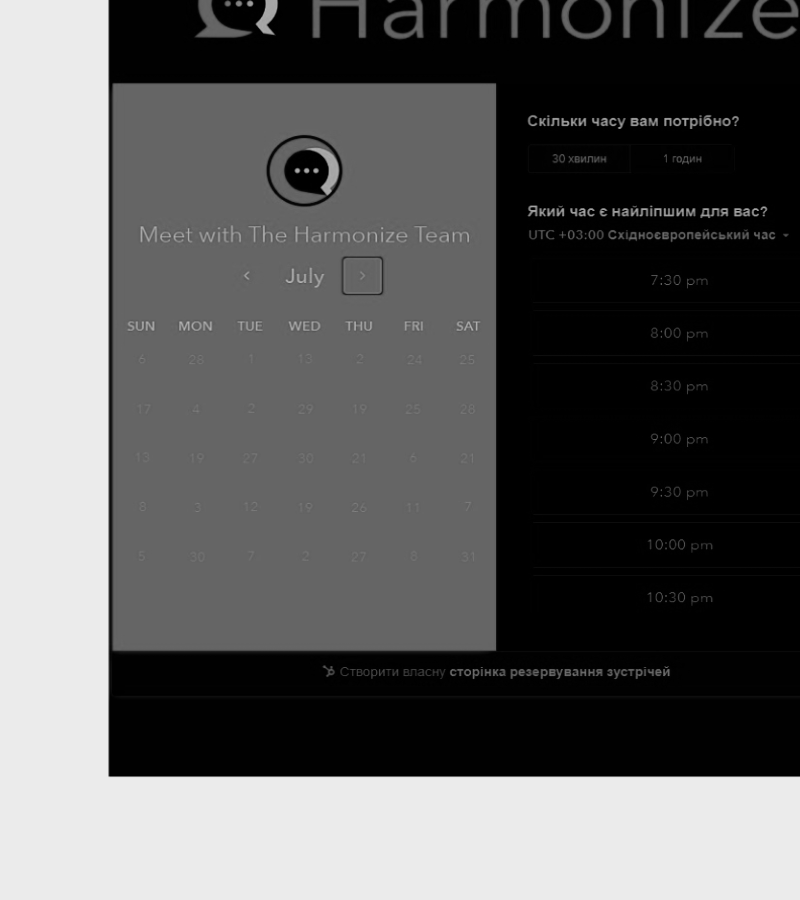 Harmonize
Meet with The Harmonize Team
July
SUN MON TUE WED THU FRI SAT
6 28 1 13 2 24 25
17 4 2 29 19 25 28
13 19 27 30 21 6 21
8 3 12 19 26 11 7
5 30 7 2 27 8 31
Скільки часу вам потрібно?
30 хвилин 1 годин
Який час є найліпшим для вас?
UTC +03:00 Східноєвропейський час
7:30 pm
8:00 pm
8:30 pm
9:00 pm
9:30 pm
10:00 pm
10:30 pm
Створити власну сторінка резервування зустрічей